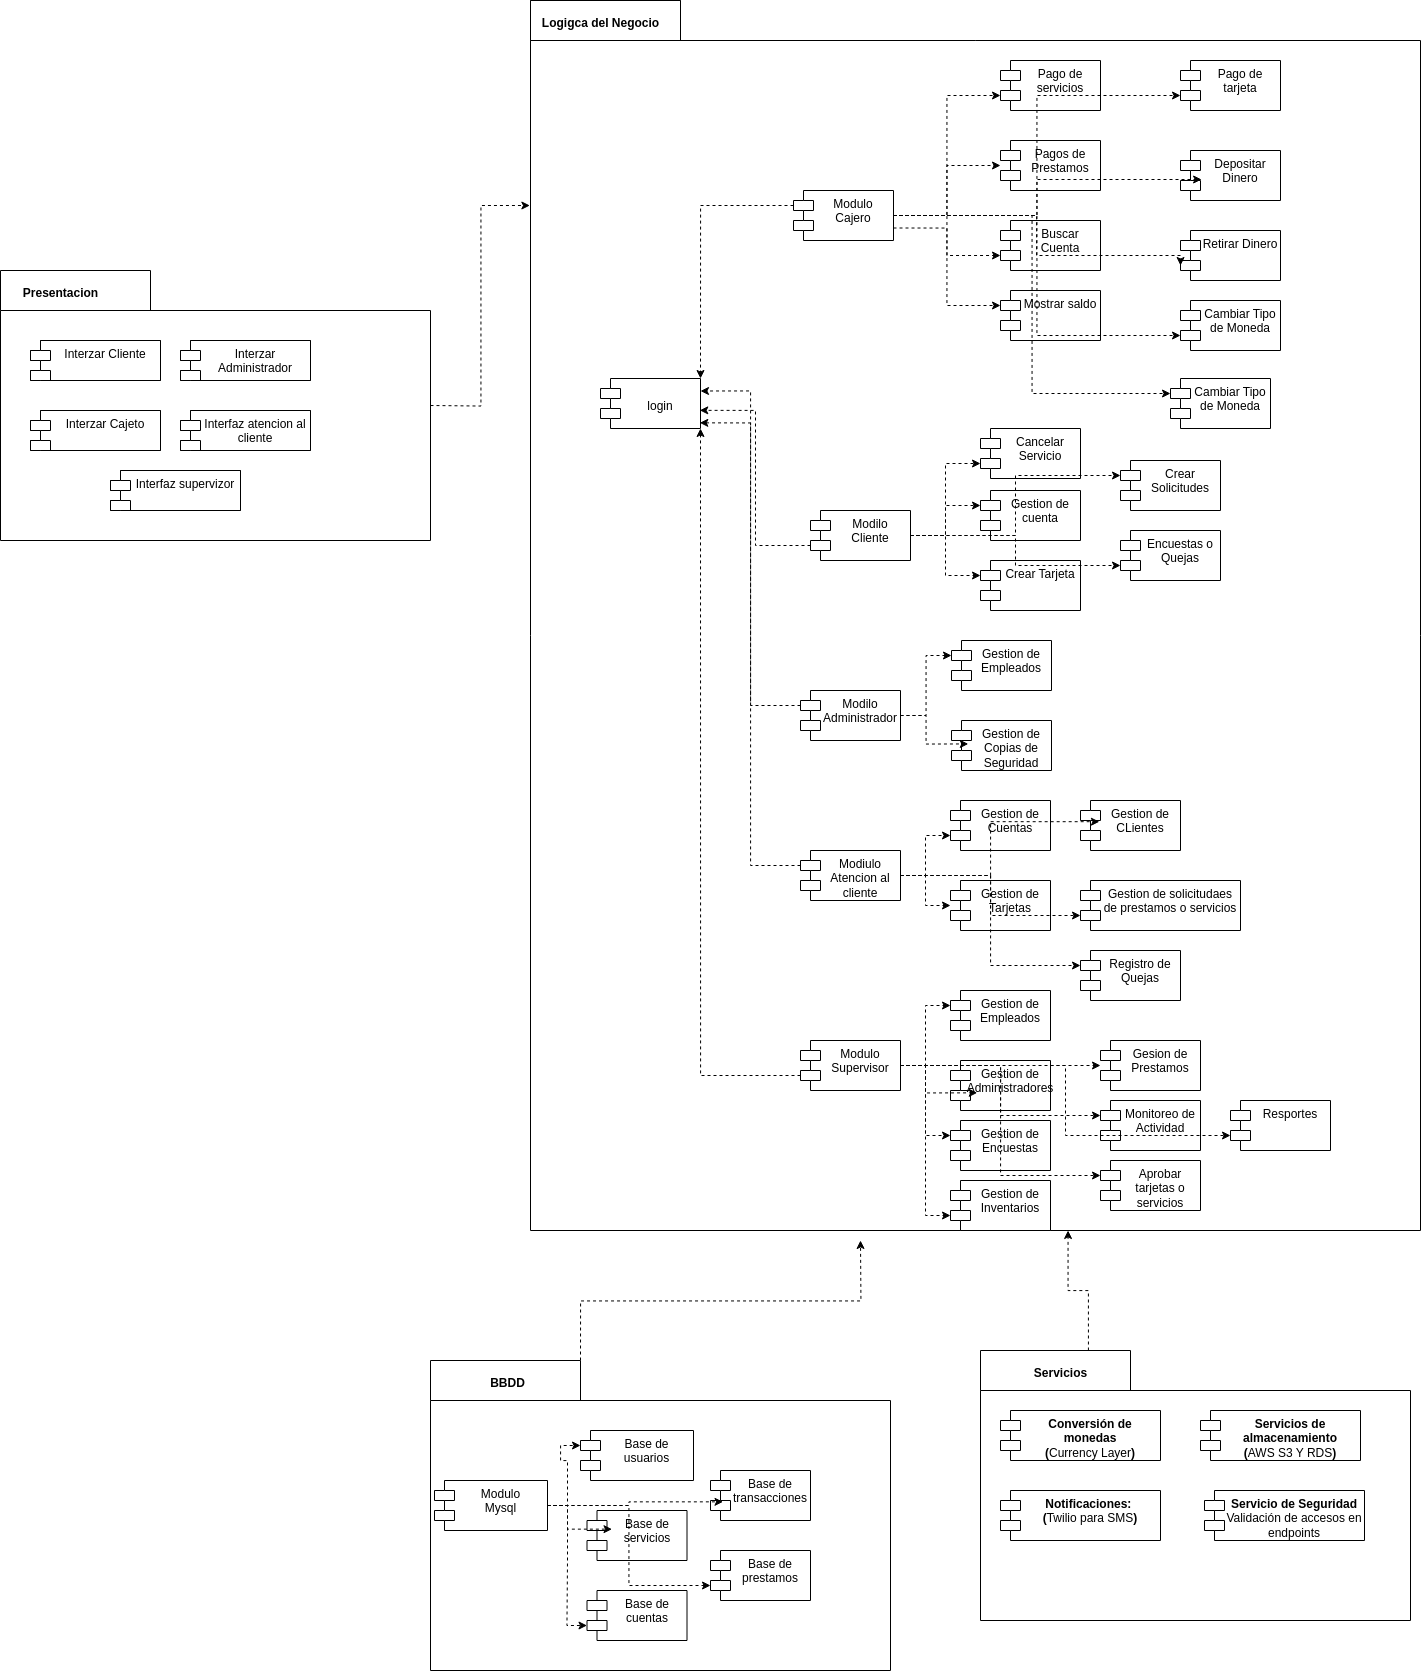 Logigca del Negocio
Pago de
servicios
Pago de
tarjeta
Pagos de
Prestamos
Depositar
Dinero
Modulo
Cajero
Buscar
Cuenta
Retirar Dinero
Mostrar saldo
Cambiar Tipo
de Moneda
Presentacion
Interzar Cliente
Interzar
Administrador
Interzar Cajeto
Interfaz atencion al
cliente
Interfaz supervizor
login
Cambiar Tipo
de Moneda
Cancelar
Servicio
Crear
Solicitudes
Gestion de
cuenta
Modilo
Cliente
Encuestas o
Quejas
Crear Tarjeta
Gestion de
Empleados
Modilo
Administrador
Gestion de
Copias de
Seguridad
Gestion de
Cuentas
Gestion de
CLientes
Modiulo
Atencion al
cliente
Gestion de
Tarjetas
Gestion de solicitudaes
de prestamos o servicios
Registro de
Quejas
Gestion de
Empleados
Modulo
Supervisor
Gesion de
Prestamos
Gestion de
Administradores
Monitoreo de
Actividad
Resportes
Gestion de
Encuestas
Aprobar
tarjetas o
servicios
Gestion de
Inventarios
BBDD
Base de
usuarios
Modulo
Mysql
Base de
transacciones
Base de
servicios
Base de
prestamos
Base de
cuentas
Servicios
Conversión de
monedas
(Currency Layer)
Servicios de
almacenamiento
(AWS S3 Y RDS)
Notificaciones:
(Twilio para SMS)
Servicio de Seguridad
Validación de accesos en
endpoints